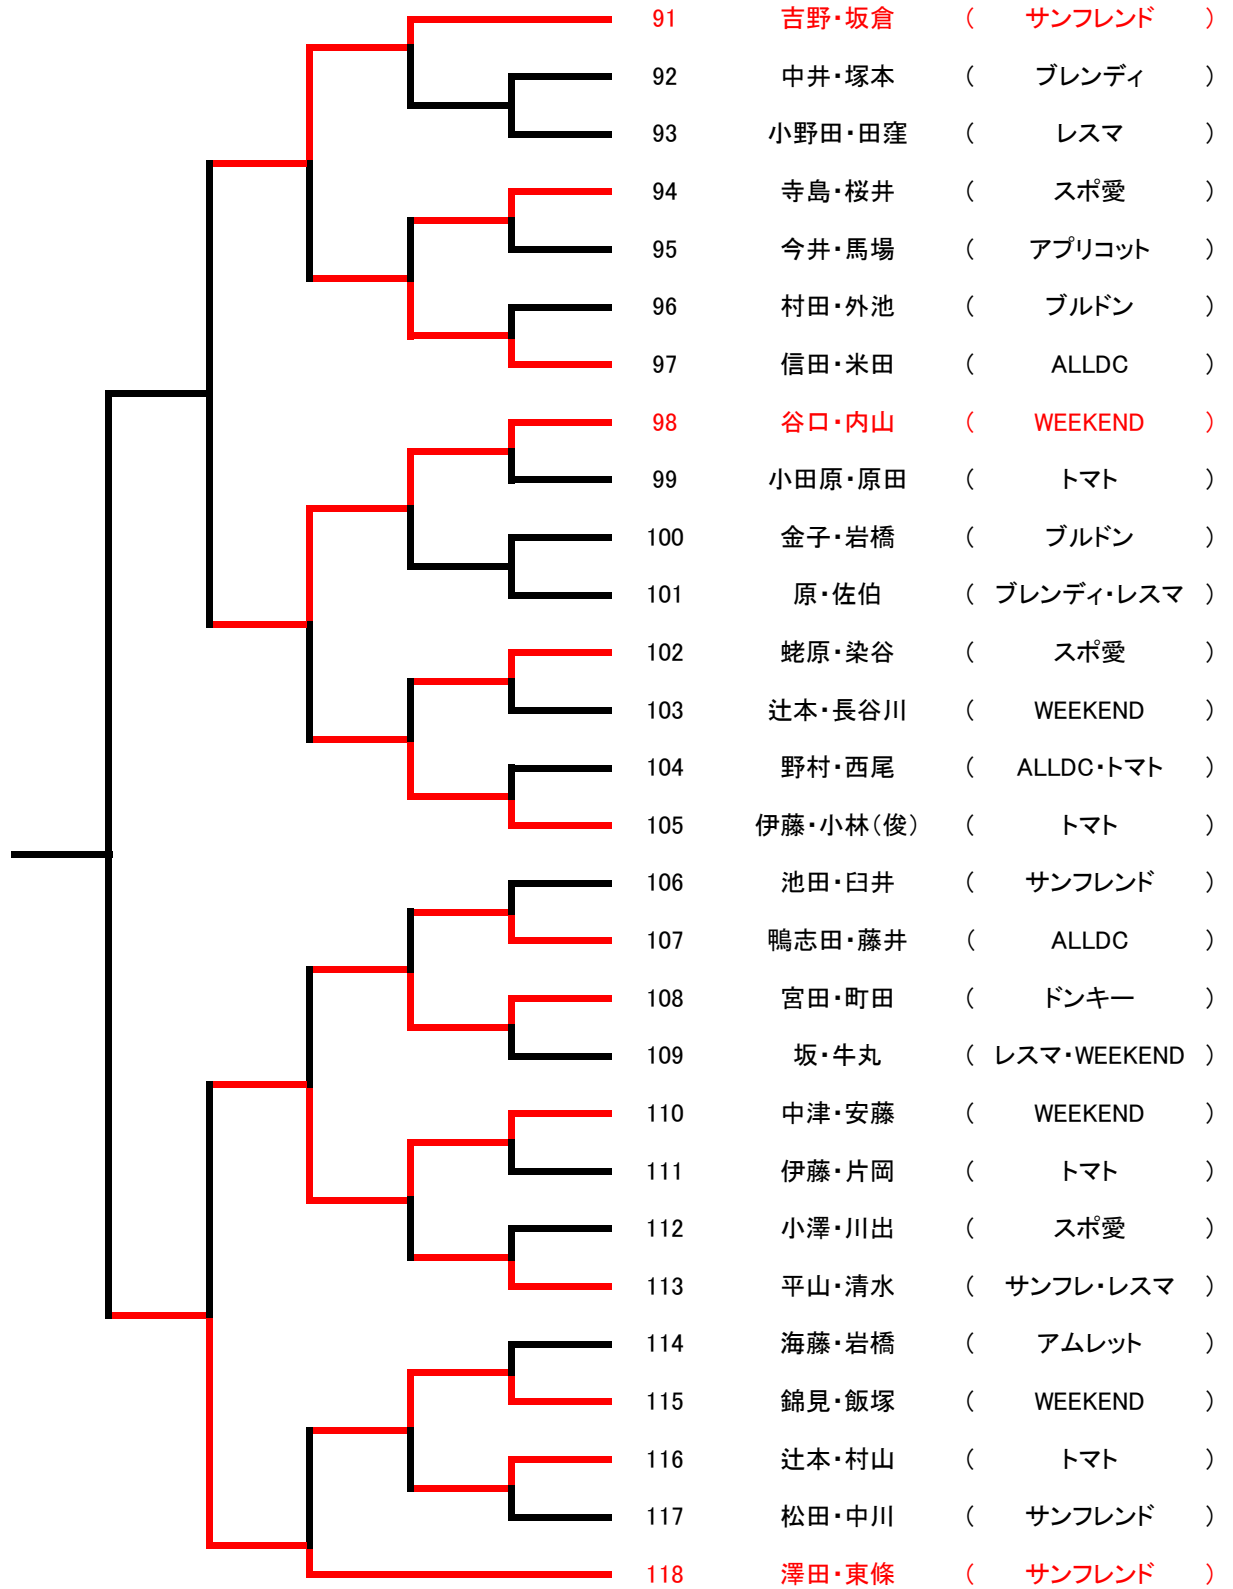 91 吉野・坂倉 ( サンフレンド )
92 中井・塚本 ( ブレンディ )
93 小野田・田窪 ( レスマ )
94 寺島・桜井 ( スポ愛 )
95 今井・馬場 ( アプリコット )
96 村田・外池 ( ブルドン )
97 信田・米田 ( ALLDC )
98 谷口・内山 ( WEEKEND )
99 小田原・原田 ( トマト )
100 金子・岩橋 ( ブルドン )
101 原・佐伯 ( ブレンディ・レスマ )
102 蛯原・染谷 ( スポ愛 )
103 辻本・長谷川 ( WEEKEND )
104 野村・西尾 ( ALLDC・トマト )
105 伊藤・小林(俊) ( トマト )
106 池田・臼井 ( サンフレンド )
107 鴨志田・藤井 ( ALLDC )
108 宮田・町田 ( ドンキー )
109 坂・牛丸 ( レスマ・WEEKEND )
110 中津・安藤 ( WEEKEND )
111 伊藤・片岡 ( トマト )
112 小澤・川出 ( スポ愛 )
113 平山・清水 ( サンフレ・レスマ )
114 海藤・岩橋 ( アムレット )
115 錦見・飯塚 ( WEEKEND )
116 辻本・村山 ( トマト )
117 松田・中川 ( サンフレンド )
118 澤田・東條 ( サンフレンド )